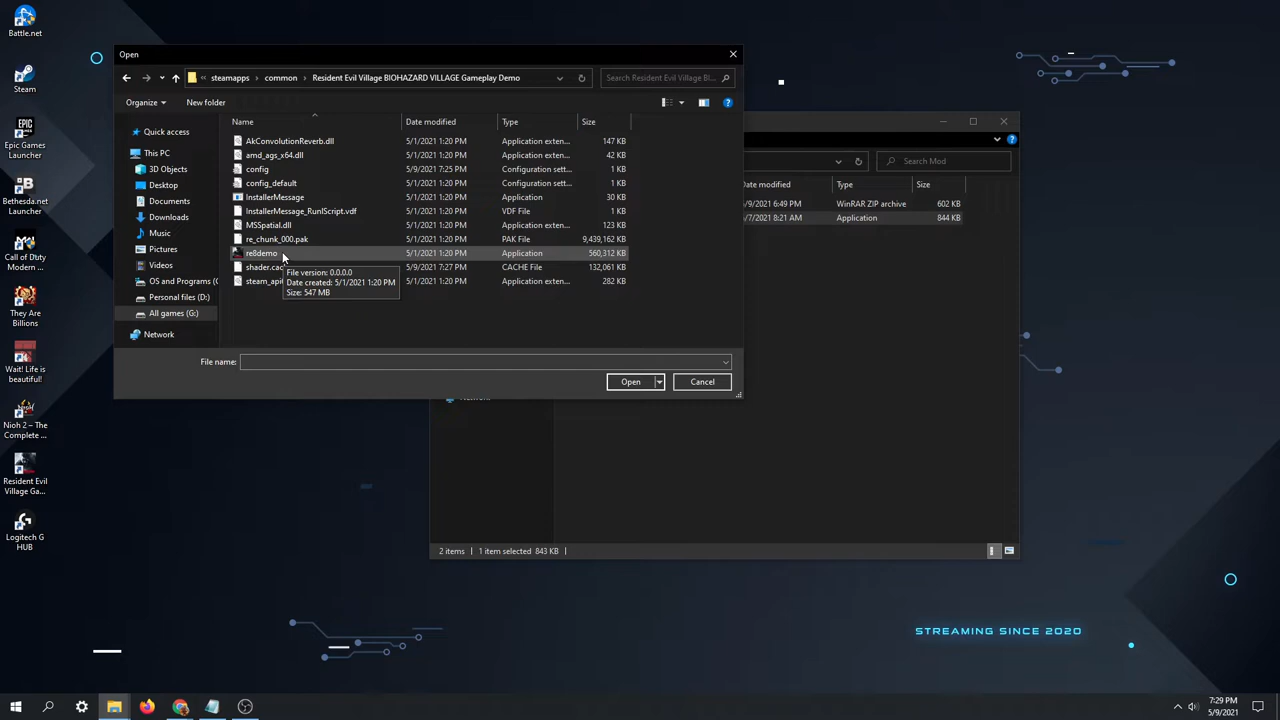 Battle.net
Steam
Epic Games
Launcher
Bethesda.net
Launcher
Call of Duty
Modern ...
They Are
Billions
Wait! Life is
beautiful!
Nioh 2 – The
Complete ...
Resident Evil
Village Ga...
Logitech G
HUB
Open
steamapps
common
Resident Evil Village BIOHAZARD VILLAGE Gameplay Demo
Search Resident Evil Village Bl...
Organize
New folder
Name Date modified Type Size
Quick access
This PC
3D Objects
Desktop
Documents
Downloads
Music
Pictures
Videos
OS and Programs (
Personal files (D:)
All games (G:)
Network
AkConvolutionReverb.dll 5/1/2021 1:20 PM Application exten... 147 KB
amd_ags_x64.dll 5/1/2021 1:20 PM Application exten... 42 KB
config 5/9/2021 7:25 PM Configuration sett... 1 KB
config_default 5/1/2021 1:20 PM Configuration sett... 1 KB
InstallerMessage 5/1/2021 1:20 PM Application 30 KB
InstallerMessage_RunIScript.vdf 5/1/2021 1:20 PM VDF File 1 KB
MSSpatial.dll 5/1/2021 1:20 PM Application exten... 123 KB
re_chunk_000.pak 5/1/2021 1:20 PM PAK File 9,439,162 KB
re8demo 5/1/2021 1:20 PM Application 560,312 KB
shader.cac 5/9/2021 7:27 PM CACHE File 132,061 KB
steam_api 5/1/2021 1:20 PM Application exten... 282 KB
File version: 0.0.0.0
Date created: 5/1/2021 1:20 PM
Size: 547 MB
File name:
Open
Cancel
Search Mod
Date modified Type Size
/9/2021 6:49 PM WinRAR ZIP archive 602 KB
/7/2021 8:21 AM Application 844 KB
2 items
1 item selected 843 KB
STREAMING SINCE 2020
7:29 PM
5/9/2021